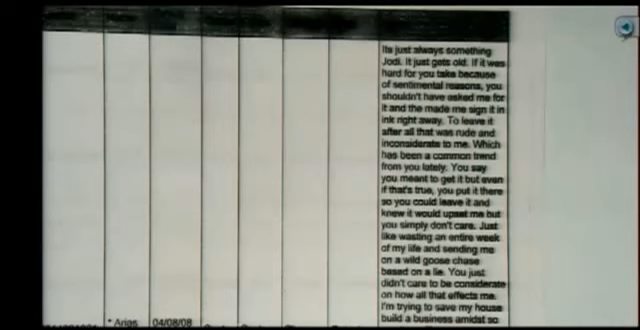 Its just always something
Jodi. It just gets old. If it was
hard for you take because
of sentimental reasons, you
shouldn't have asked me for
it and the made me sign it in
ink right away. To leave it
after all that was rude and
inconsiderate to me. Which
has been a common trend
from you lately. You say
you meant to get it but even
if that's true, you put it there
so you could leave it and
knew it would upset me but
you simply don't care. Just
like wasting an entire week
of my life and sending me
on a wild goose chase
based on a lie. You just
didn't care to be considerate
on how all that effects me.
I'm trying to save my house
build a business amidst so
* Arias 04/08/08